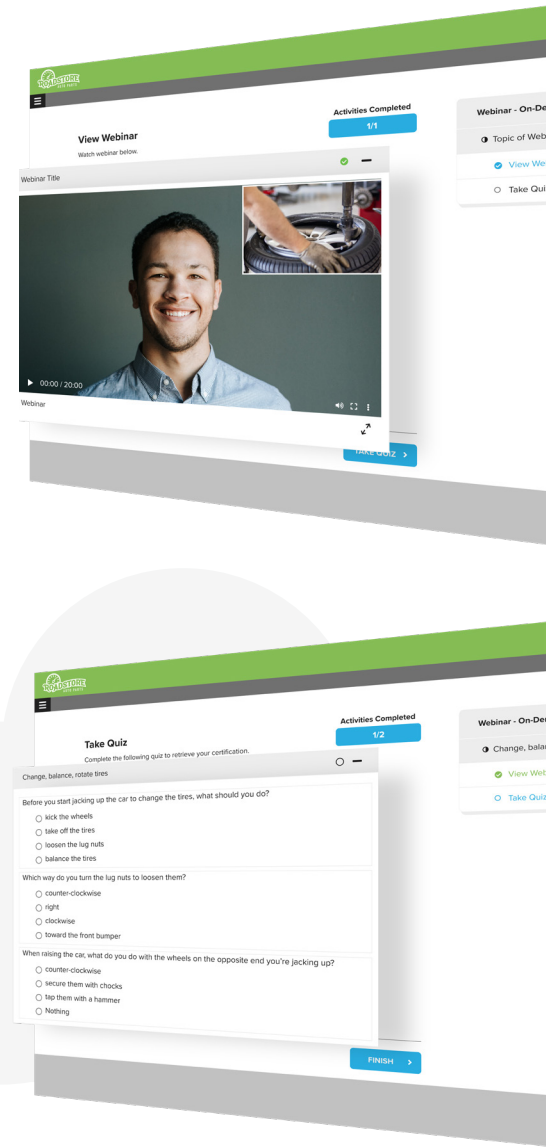 ROADSTORE
AUTO PARTS
Activities Completed
1/1
View Webinar
Watch webinar below.
Webinar Title
00:00 / 20:00
Webinar
TAKE QUIZ
Webinar - On-De
Topic of Web
View We
Take Qui
ROADSTORE
AUTO PARTS
Activities Completed
1/2
Take Quiz
Complete the following quiz to retrieve your certification.
Change, balance, rotate tires
Before you start jacking up the car to change the tires, what should you do?
kick the wheels
take off the tires
loosen the lug nuts
balance the tires
Which way do you turn the lug nuts to loosen them?
counter-clockwise
right
clockwise
toward the front bumper
When raising the car, what do you do with the wheels on the opposite end you're jacking up?
counter-clockwise
secure them with chocks
tap them with a hammer
Nothing
FINISH
Webinar - On-De
Change, bala
View Web
Take Quiz